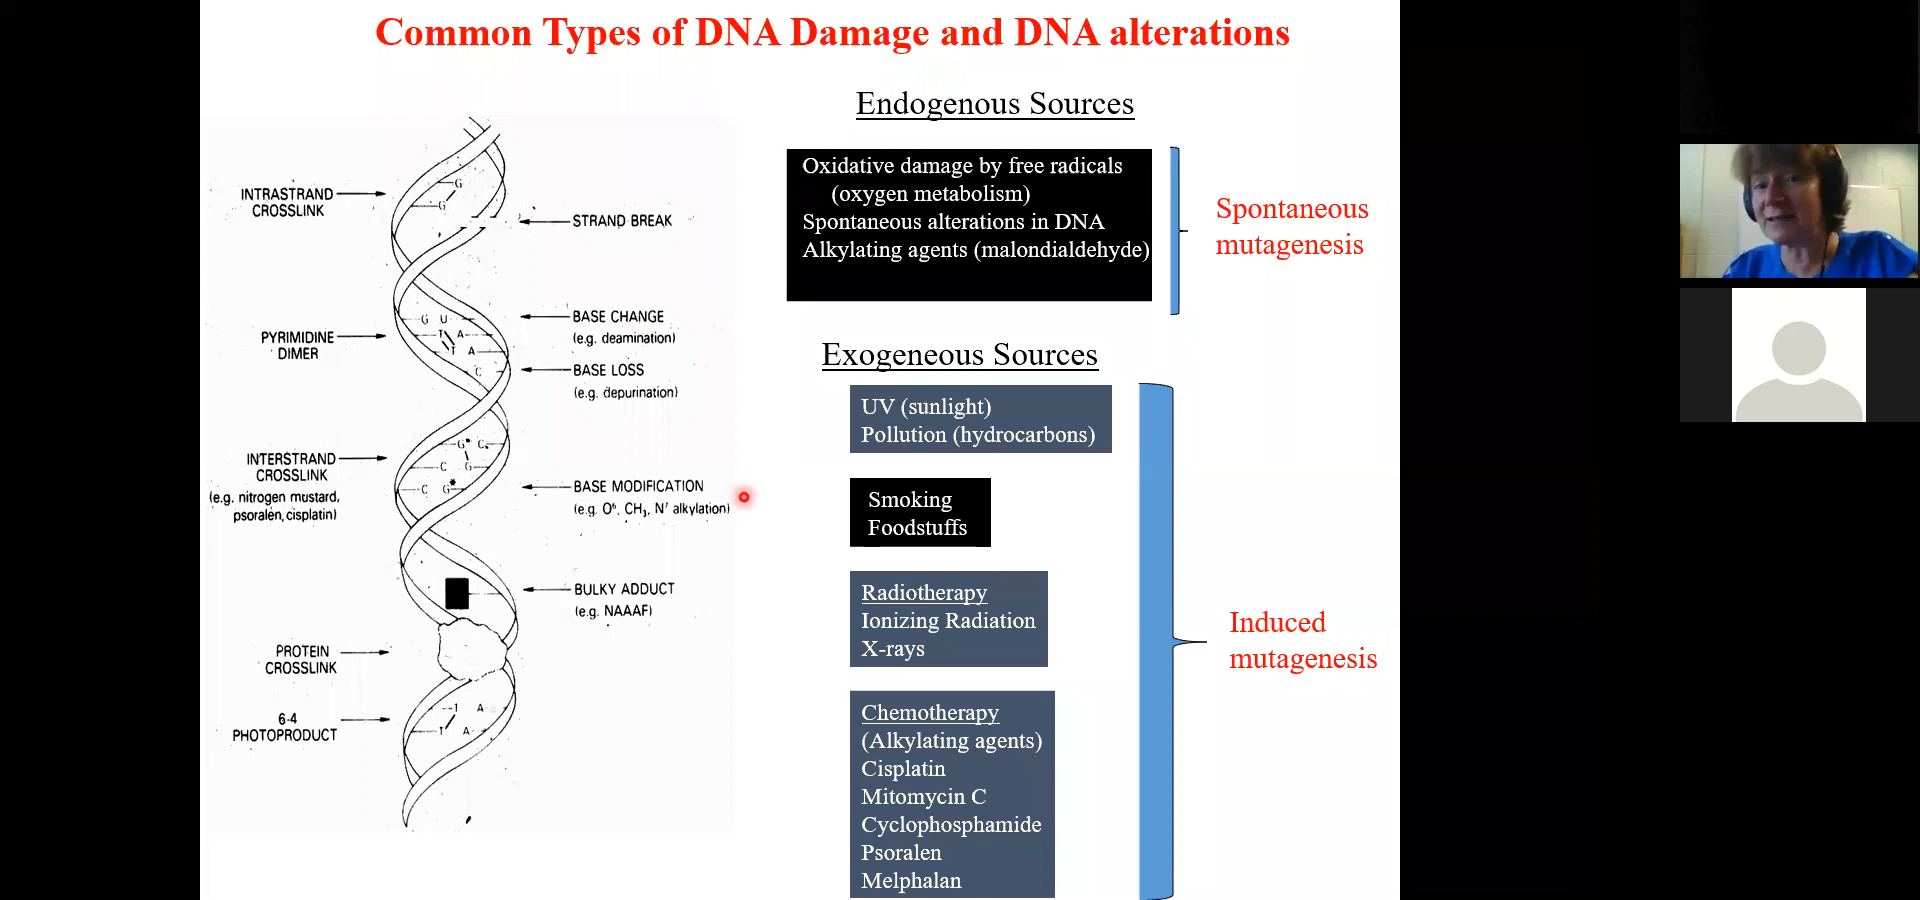 Common Types of DNA Damage and DNA alterations
INTRASTRAND
CROSSLINK
STRAND BREAK
PYRIMIDINE
DIMER
BASE CHANGE
(e.g. deamination)
BASE LOSS
(e.g. depurination)
INTERSTRAND
CROSSLINK
(e.g. nitrogen mustard,
psoralen, cisplatin)
BASE MODIFICATION
(e.g. O⁶, CH₃, N⁷ alkylation)
BULKY ADDUCT
(e.g. NAAAF)
PROTEIN
CROSSLINK
6-4
PHOTOPRODUCT
G
G
G U
T A
T A
C
G* C
C G
C G*
T A
T A
Endogenous Sources
Oxidative damage by free radicals
(oxygen metabolism)
Spontaneous alterations in DNA
Alkylating agents (malondialdehyde)
Spontaneous
mutagenesis
Exogeneous Sources
UV (sunlight)
Pollution (hydrocarbons)
Smoking
Foodstuffs
Radiotherapy
Ionizing Radiation
X-rays
Chemotherapy
(Alkylating agents)
Cisplatin
Mitomycin C
Cyclophosphamide
Psoralen
Melphalan
Induced
mutagenesis